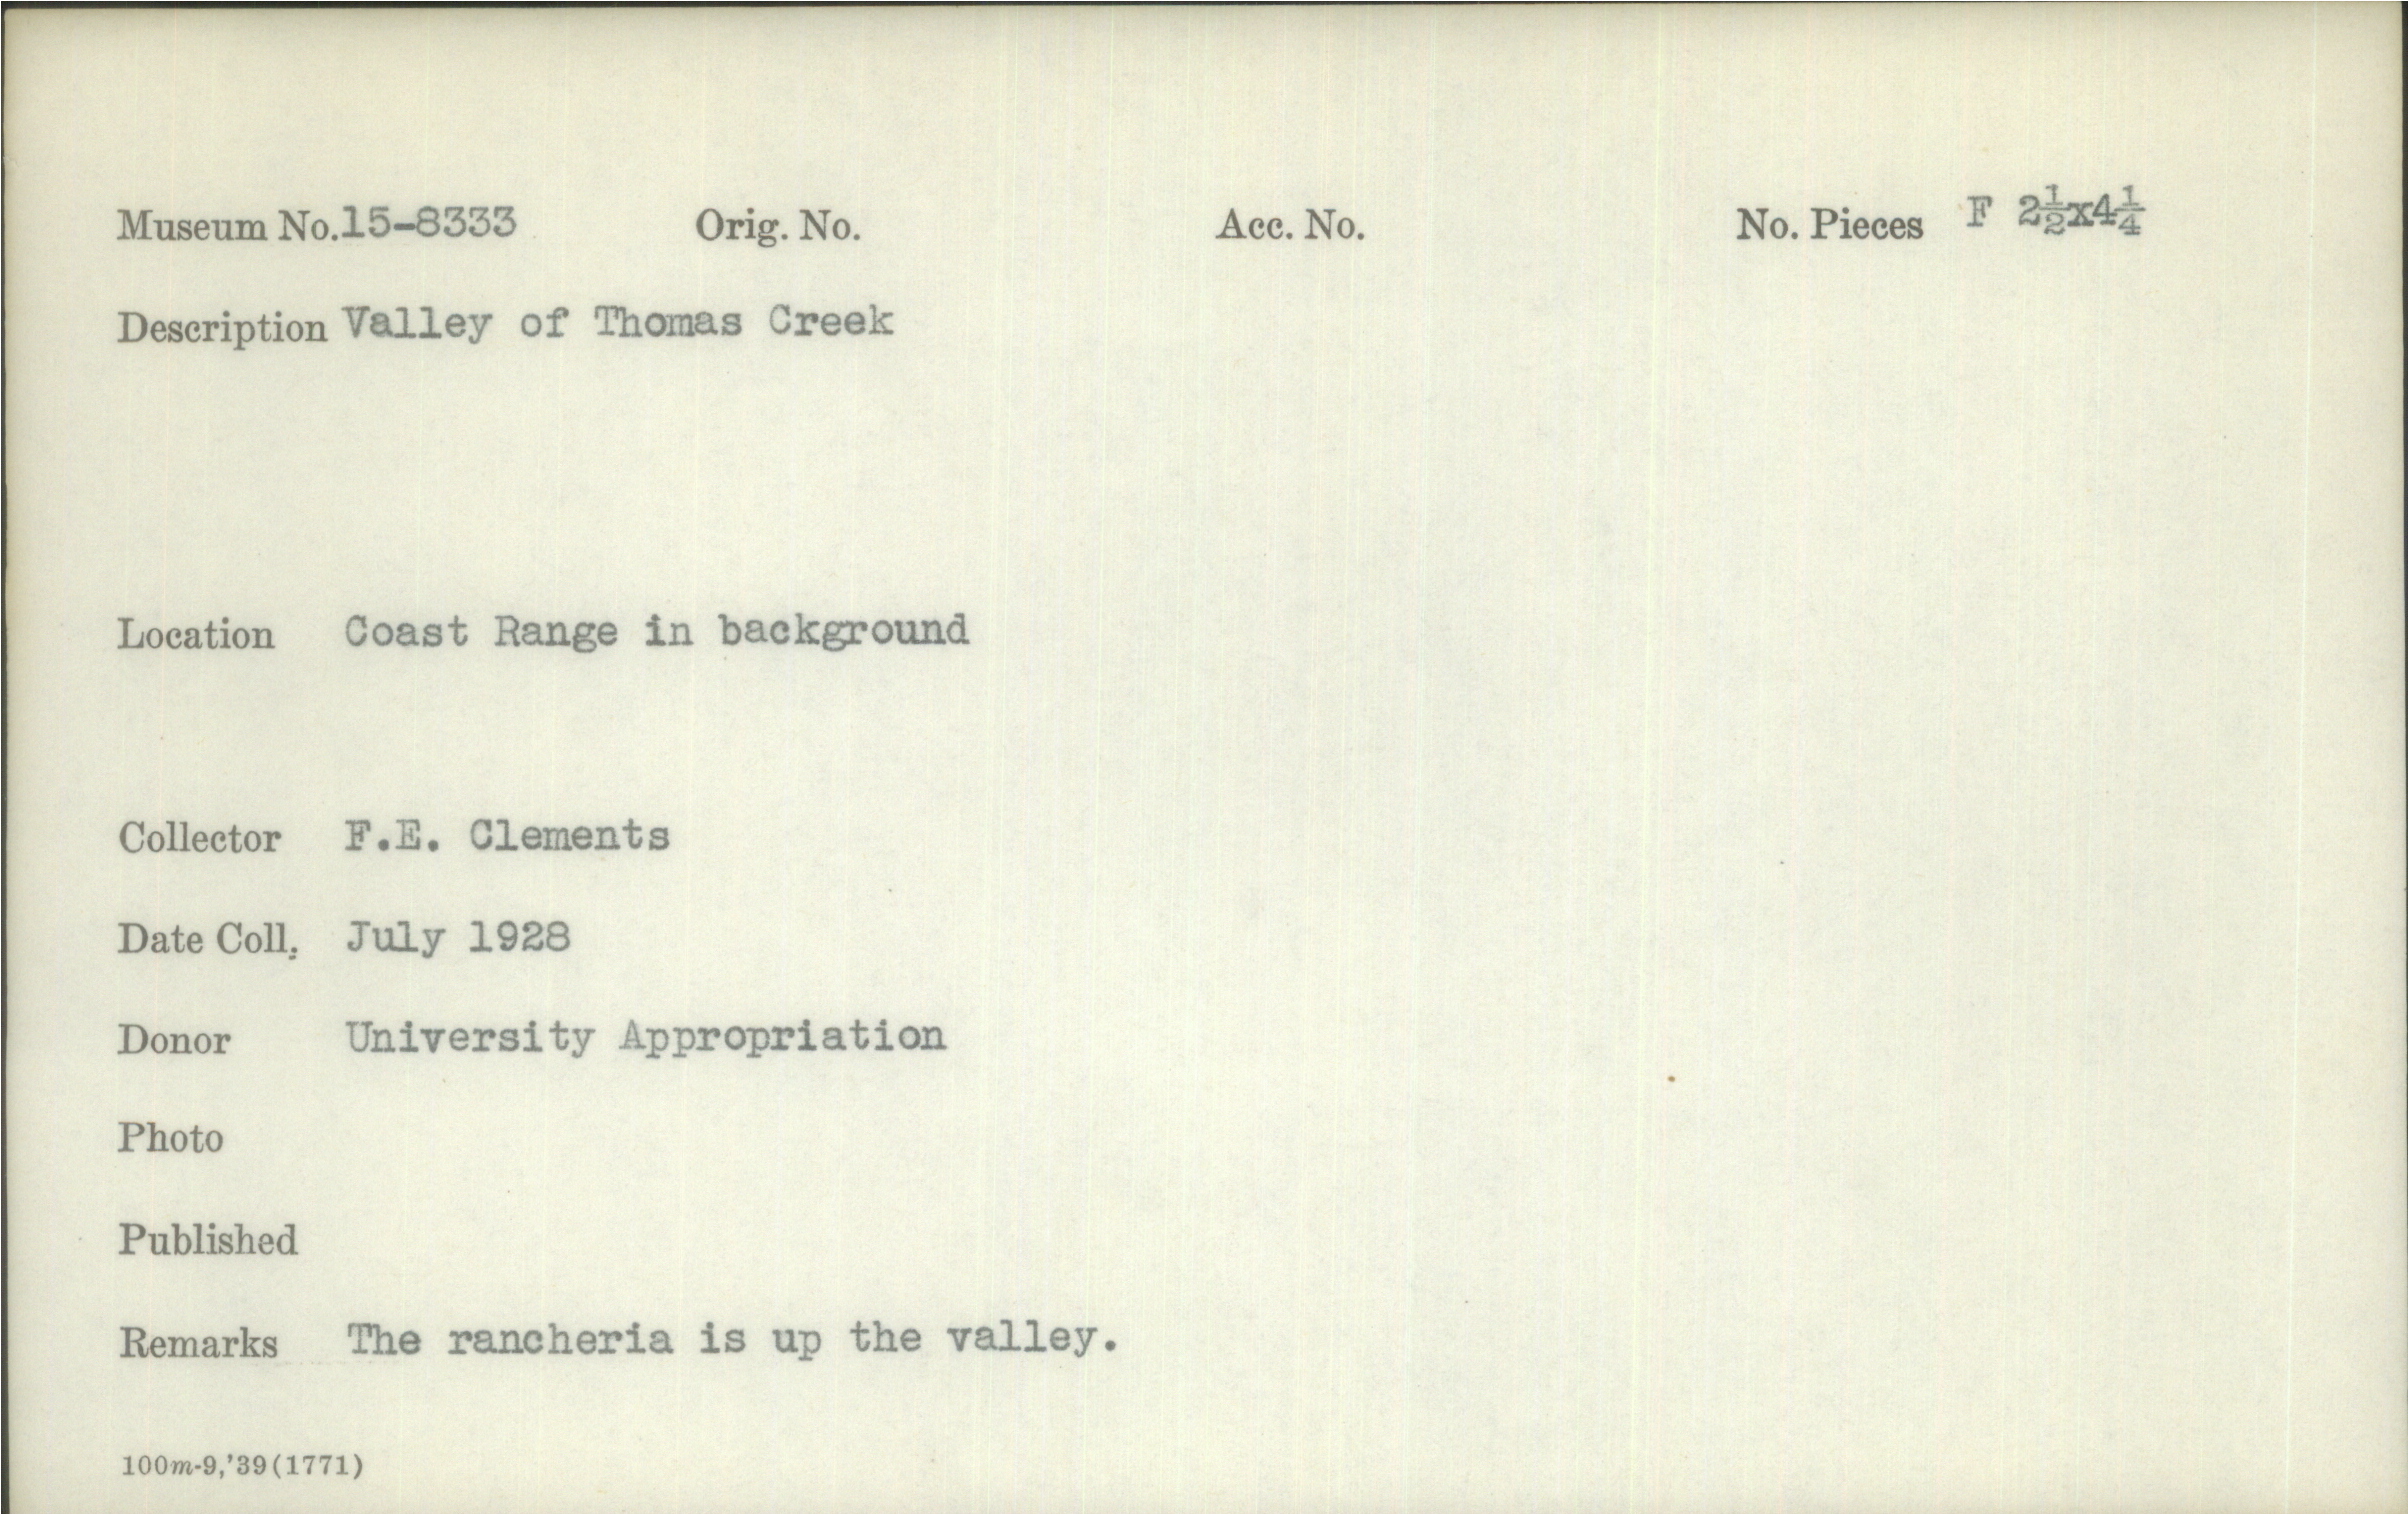 Museum No. 15-8333 Orig. No. Acc. No. No. Pieces F 2½x4¼
Description Valley of Thomas Creek
Location Coast Range in background
Collector F.E. Clements
Date Coll. July 1928
Donor University Appropriation
Photo
Published
Remarks The rancheria is up the valley.
100m-9,'39(1771)